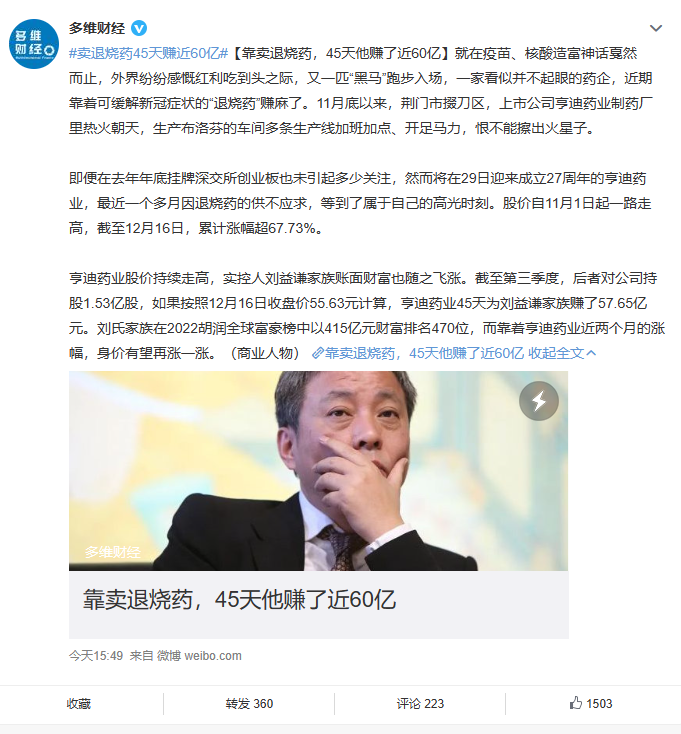 多维
财经
Multidimensional Finance
多维财经
#卖退烧药45天赚近60亿#【靠卖退烧药，45天他赚了近60亿】就在疫苗、核酸造富神话戛然
而止，外界纷纷感慨红利吃到头之际，又一匹“黑马”跑步入场，一家看似并不起眼的药企，近期
靠着可缓解新冠症状的“退烧药”赚麻了。11月底以来，荆门市掇刀区，上市公司亨迪药业制药厂
里热火朝天，生产布洛芬的车间多条生产线加班加点、开足马力，恨不能擦出火星子。
即便在去年年底挂牌深交所创业板也未引起多少关注，然而将在29日迎来成立27周年的亨迪药
业，最近一个多月因退烧药的供不应求，等到了属于自己的高光时刻。股价自11月1日起一路走
高，截至12月16日，累计涨幅超67.73%。
亨迪药业股价持续走高，实控人刘益谦家族账面财富也随之飞涨。截至第三季度，后者对公司持
股1.53亿股，如果按照12月16日收盘价55.63元计算，亨迪药业45天为刘益谦家族赚了57.65亿
元。刘氏家族在2022胡润全球富豪榜中以415亿元财富排名470位，而靠着亨迪药业近两个月的涨
幅，身价有望再涨一涨。（商业人物） 靠卖退烧药，45天他赚了近60亿 收起全文
多维财经
靠卖退烧药，45天他赚了近60亿
今天15:49 来自 微博 weibo.com
收藏 转发 360 评论 223 1503